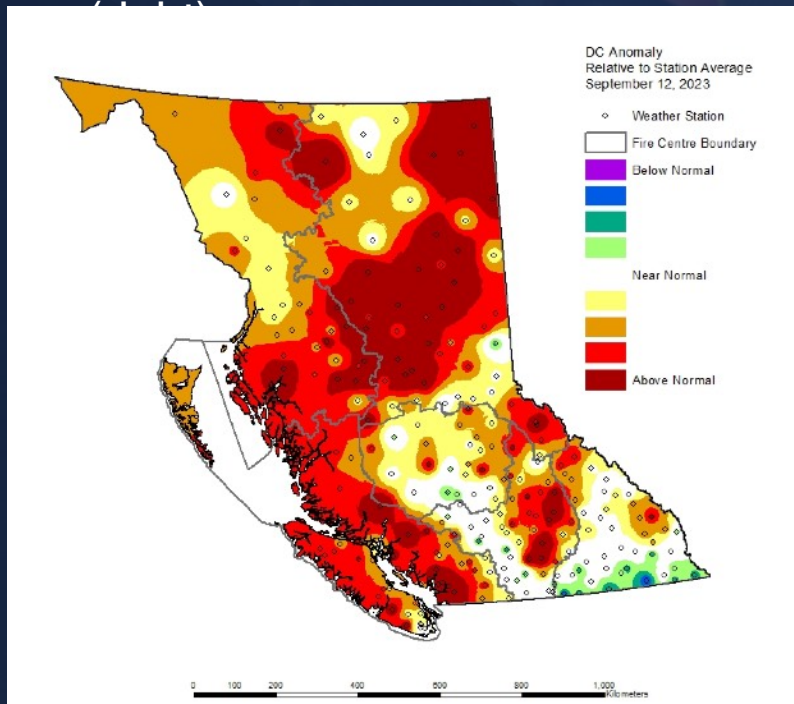 DC Anomaly
Relative to Station Average
September 12, 2023
Weather Station
Fire Centre Boundary
Below Normal
Near Normal
Above Normal
0 100 200 400 600 800 1,000
Kilometers